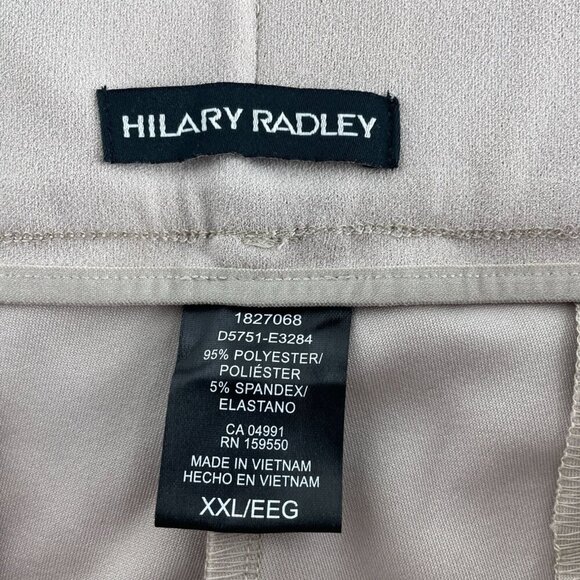 HILARY RADLEY
1827068
D5751-E3284
95% POLYESTER/
POLIÉSTER
5% SPANDEX/
ELASTANO
CA 04991
RN 159550
MADE IN VIETNAM
HECHO EN VIETNAM
XXL/EEG